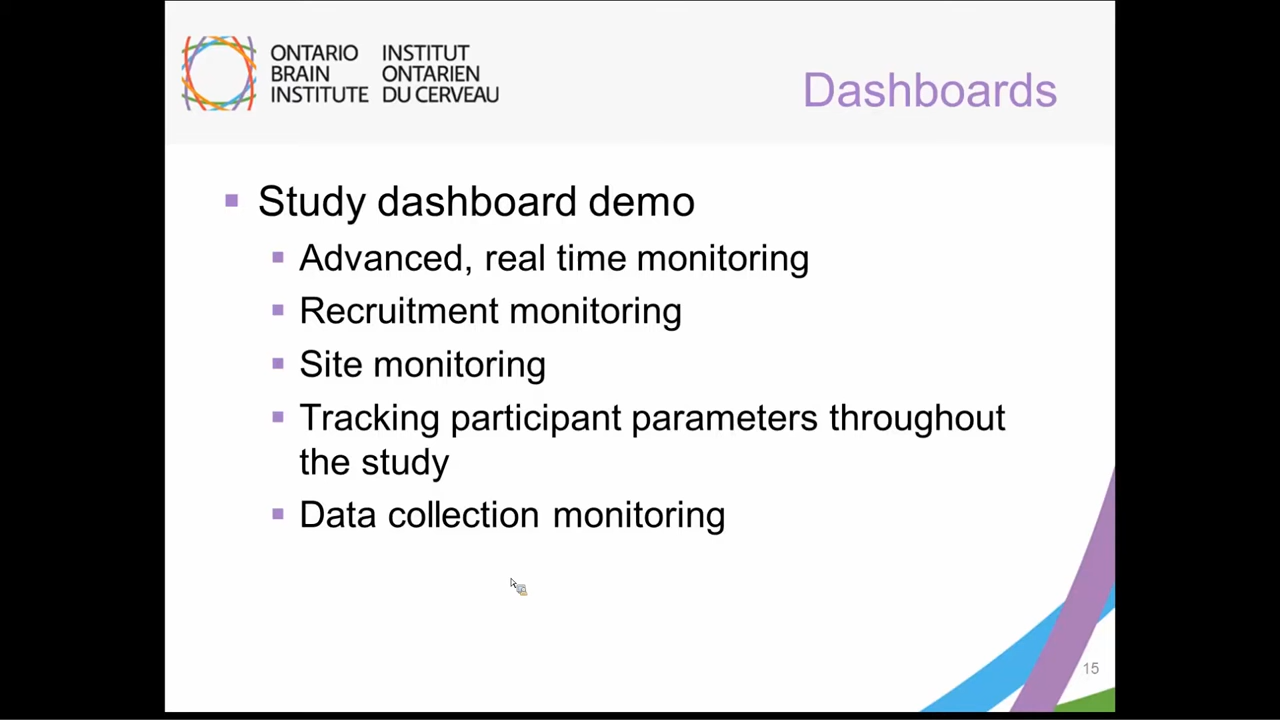 ONTARIO
BRAIN
INSTITUTE
INSTITUT
ONTARIEN
DU CERVEAU
Dashboards
Study dashboard demo
Advanced, real time monitoring
Recruitment monitoring
Site monitoring
Tracking participant parameters throughout
the study
Data collection monitoring
15